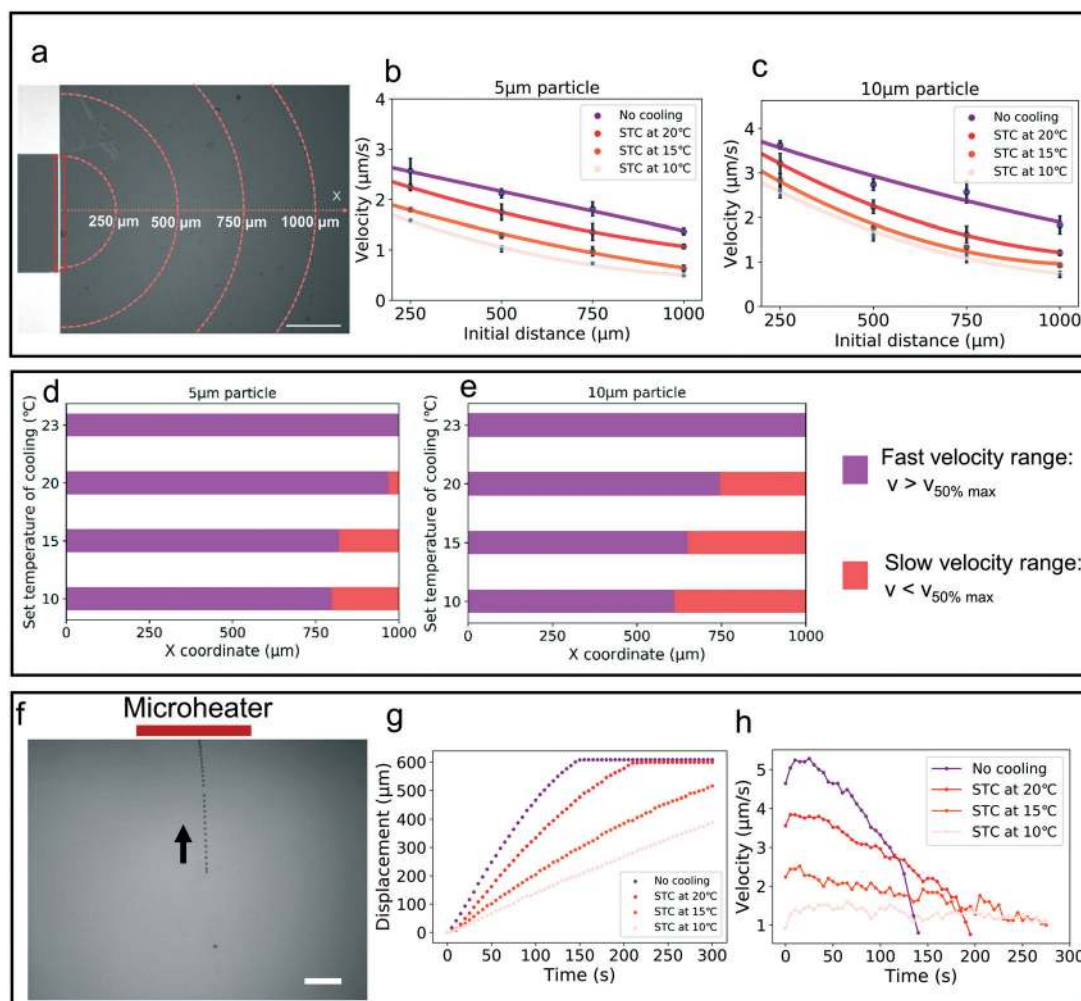 a
X
250 μm
500 μm
750 μm
1000 μm
b
5μm particle
No cooling
STC at 20℃
STC at 15℃
STC at 10℃
Velocity (μm/s)
4
3
2
1
0
250
500
750
1000
Initial distance (μm)
c
10μm particle
No cooling
STC at 20℃
STC at 15℃
STC at 10℃
Velocity (μm/s)
4
3
2
1
0
250
500
750
1000
Initial distance (μm)
d
5μm particle
Set temperature of cooling (℃)
23
20
15
10
0
250
500
750
1000
X coordinate (μm)
e
10μm particle
Set temperature of cooling (℃)
23
20
15
10
0
250
500
750
1000
X coordinate (μm)
Fast velocity range:
v > v50% max
Slow velocity range:
v < v50% max
f
Microheater
g
Displacement (μm)
600
500
400
300
200
100
0
No cooling
STC at 20℃
STC at 15℃
STC at 10℃
0
50
100
150
200
250
300
Time (s)
h
Velocity (μm/s)
5
4
3
2
1
No cooling
STC at 20℃
STC at 15℃
STC at 10℃
0
50
100
150
200
250
300
Time (s)